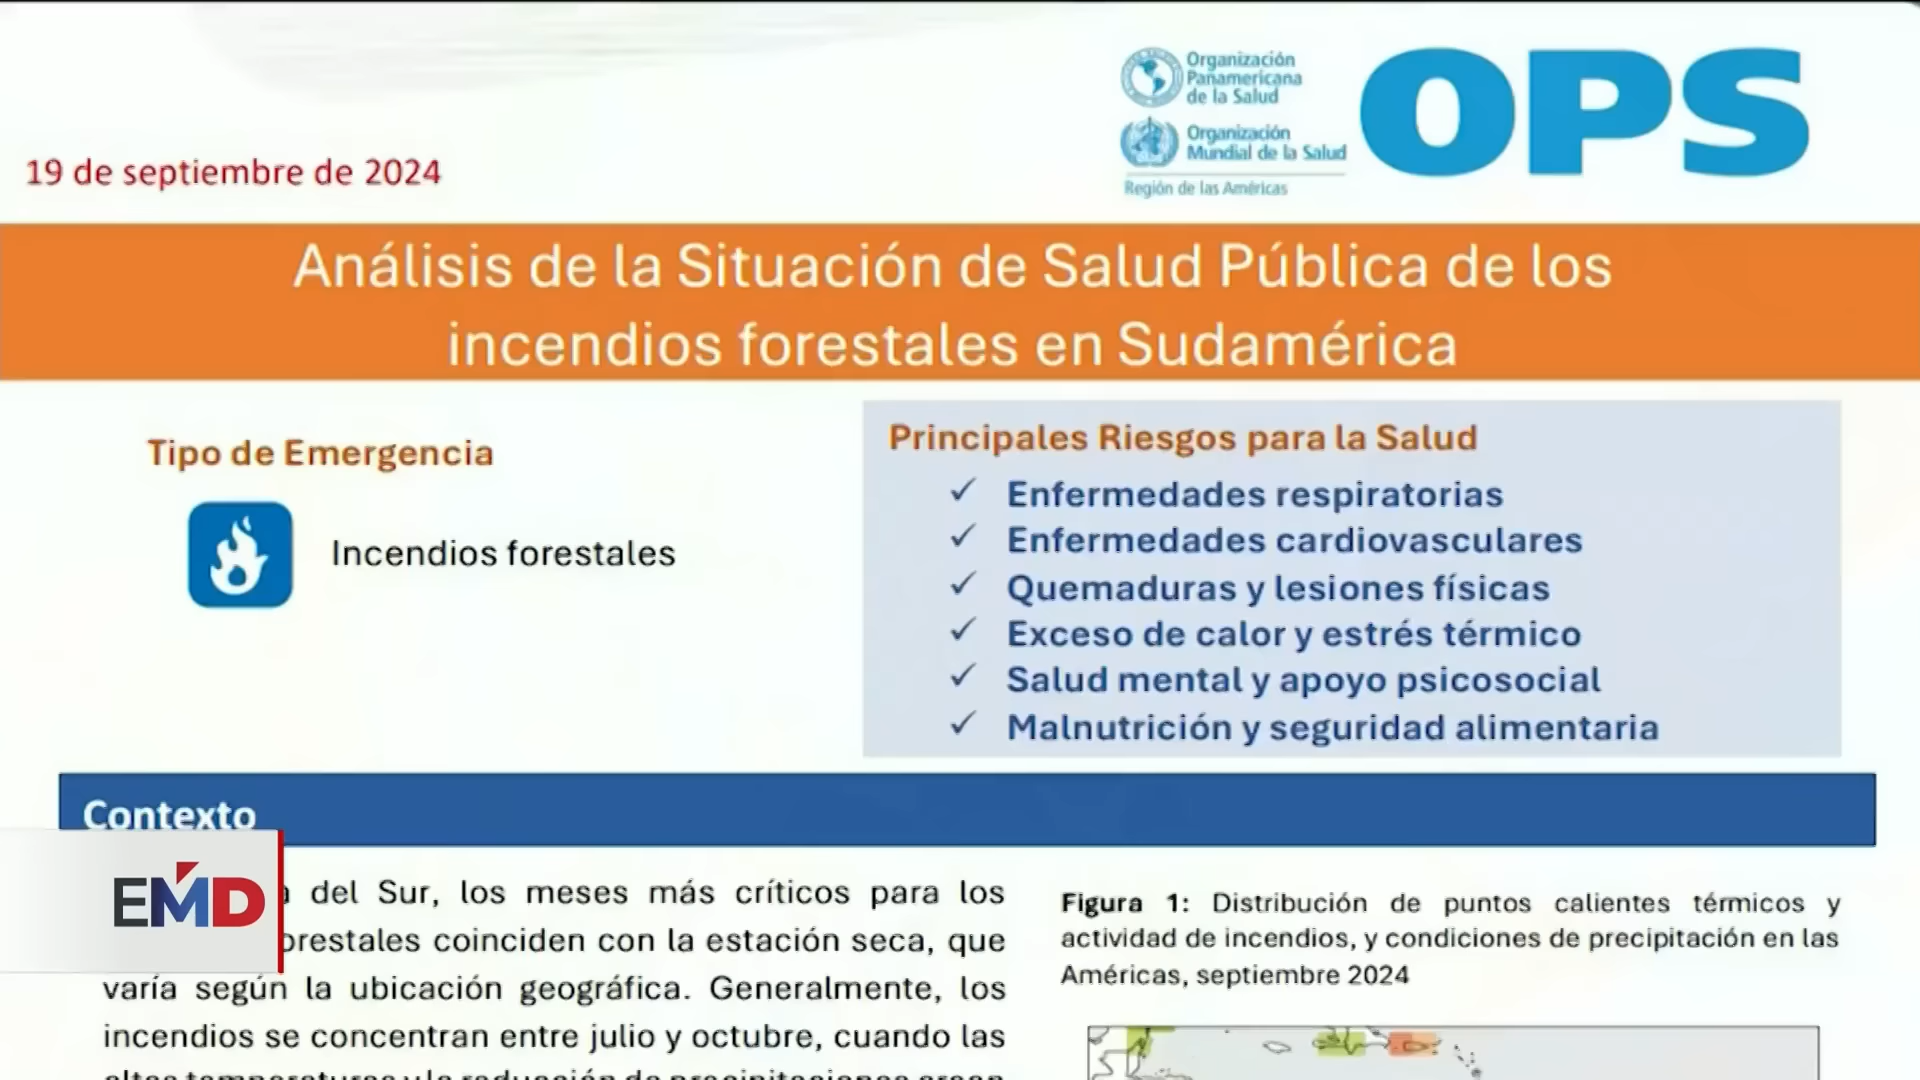 Organización
Panamericana
de la Salud
Organización
Mundial de la Salud
Región de las Américas
OPS
19 de septiembre de 2024
Análisis de la Situación de Salud Pública de los
incendios forestales en Sudamérica
Tipo de Emergencia
Incendios forestales
Principales Riesgos para la Salud
✓ Enfermedades respiratorias
✓ Enfermedades cardiovasculares
✓ Quemaduras y lesiones físicas
✓ Exceso de calor y estrés térmico
✓ Salud mental y apoyo psicosocial
✓ Malnutrición y seguridad alimentaria
Contexto
EMD
del Sur, los meses más críticos para los
orestales coinciden con la estación seca, que
varía según la ubicación geográfica. Generalmente, los
incendios se concentran entre julio y octubre, cuando las
Figura 1: Distribución de puntos calientes térmicos y
actividad de incendios, y condiciones de precipitación en las
Américas, septiembre 2024